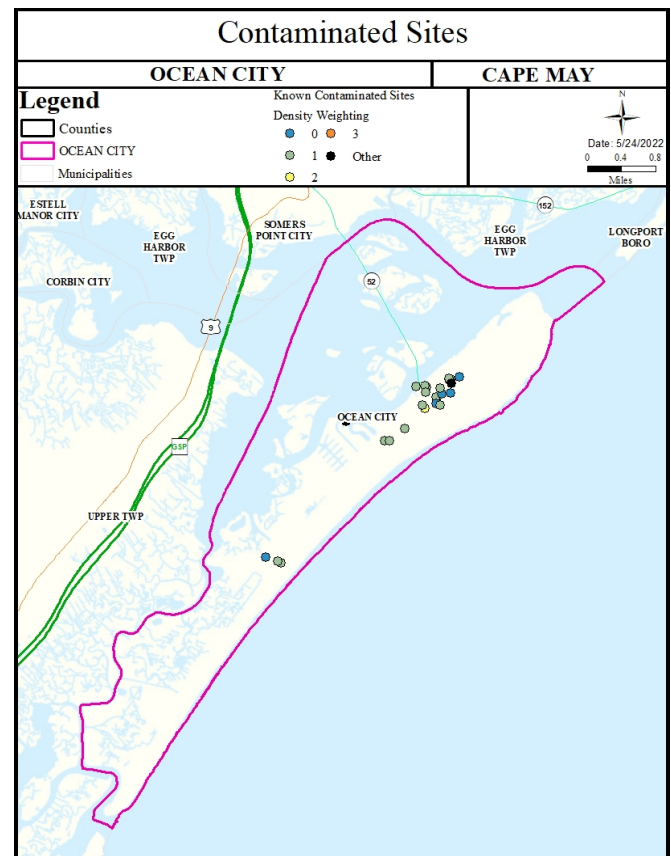 Contaminated Sites
OCEAN CITY
CAPE MAY
Legend
Counties
OCEAN CITY
Municipalities
Known Contaminated Sites
Density Weighting
0
3
1
Other
2
N
Date: 5/24/2022
0 0.4 0.8
Miles
ESTELL
MANOR CITY
EGG
HARBOR
TWP
SOMERS
POINT CITY
152
EGG
HARBOR
TWP
LONGPORT
BORO
CORBIN CITY
52
9
OCEAN CITY
GSP
UPPER TWP